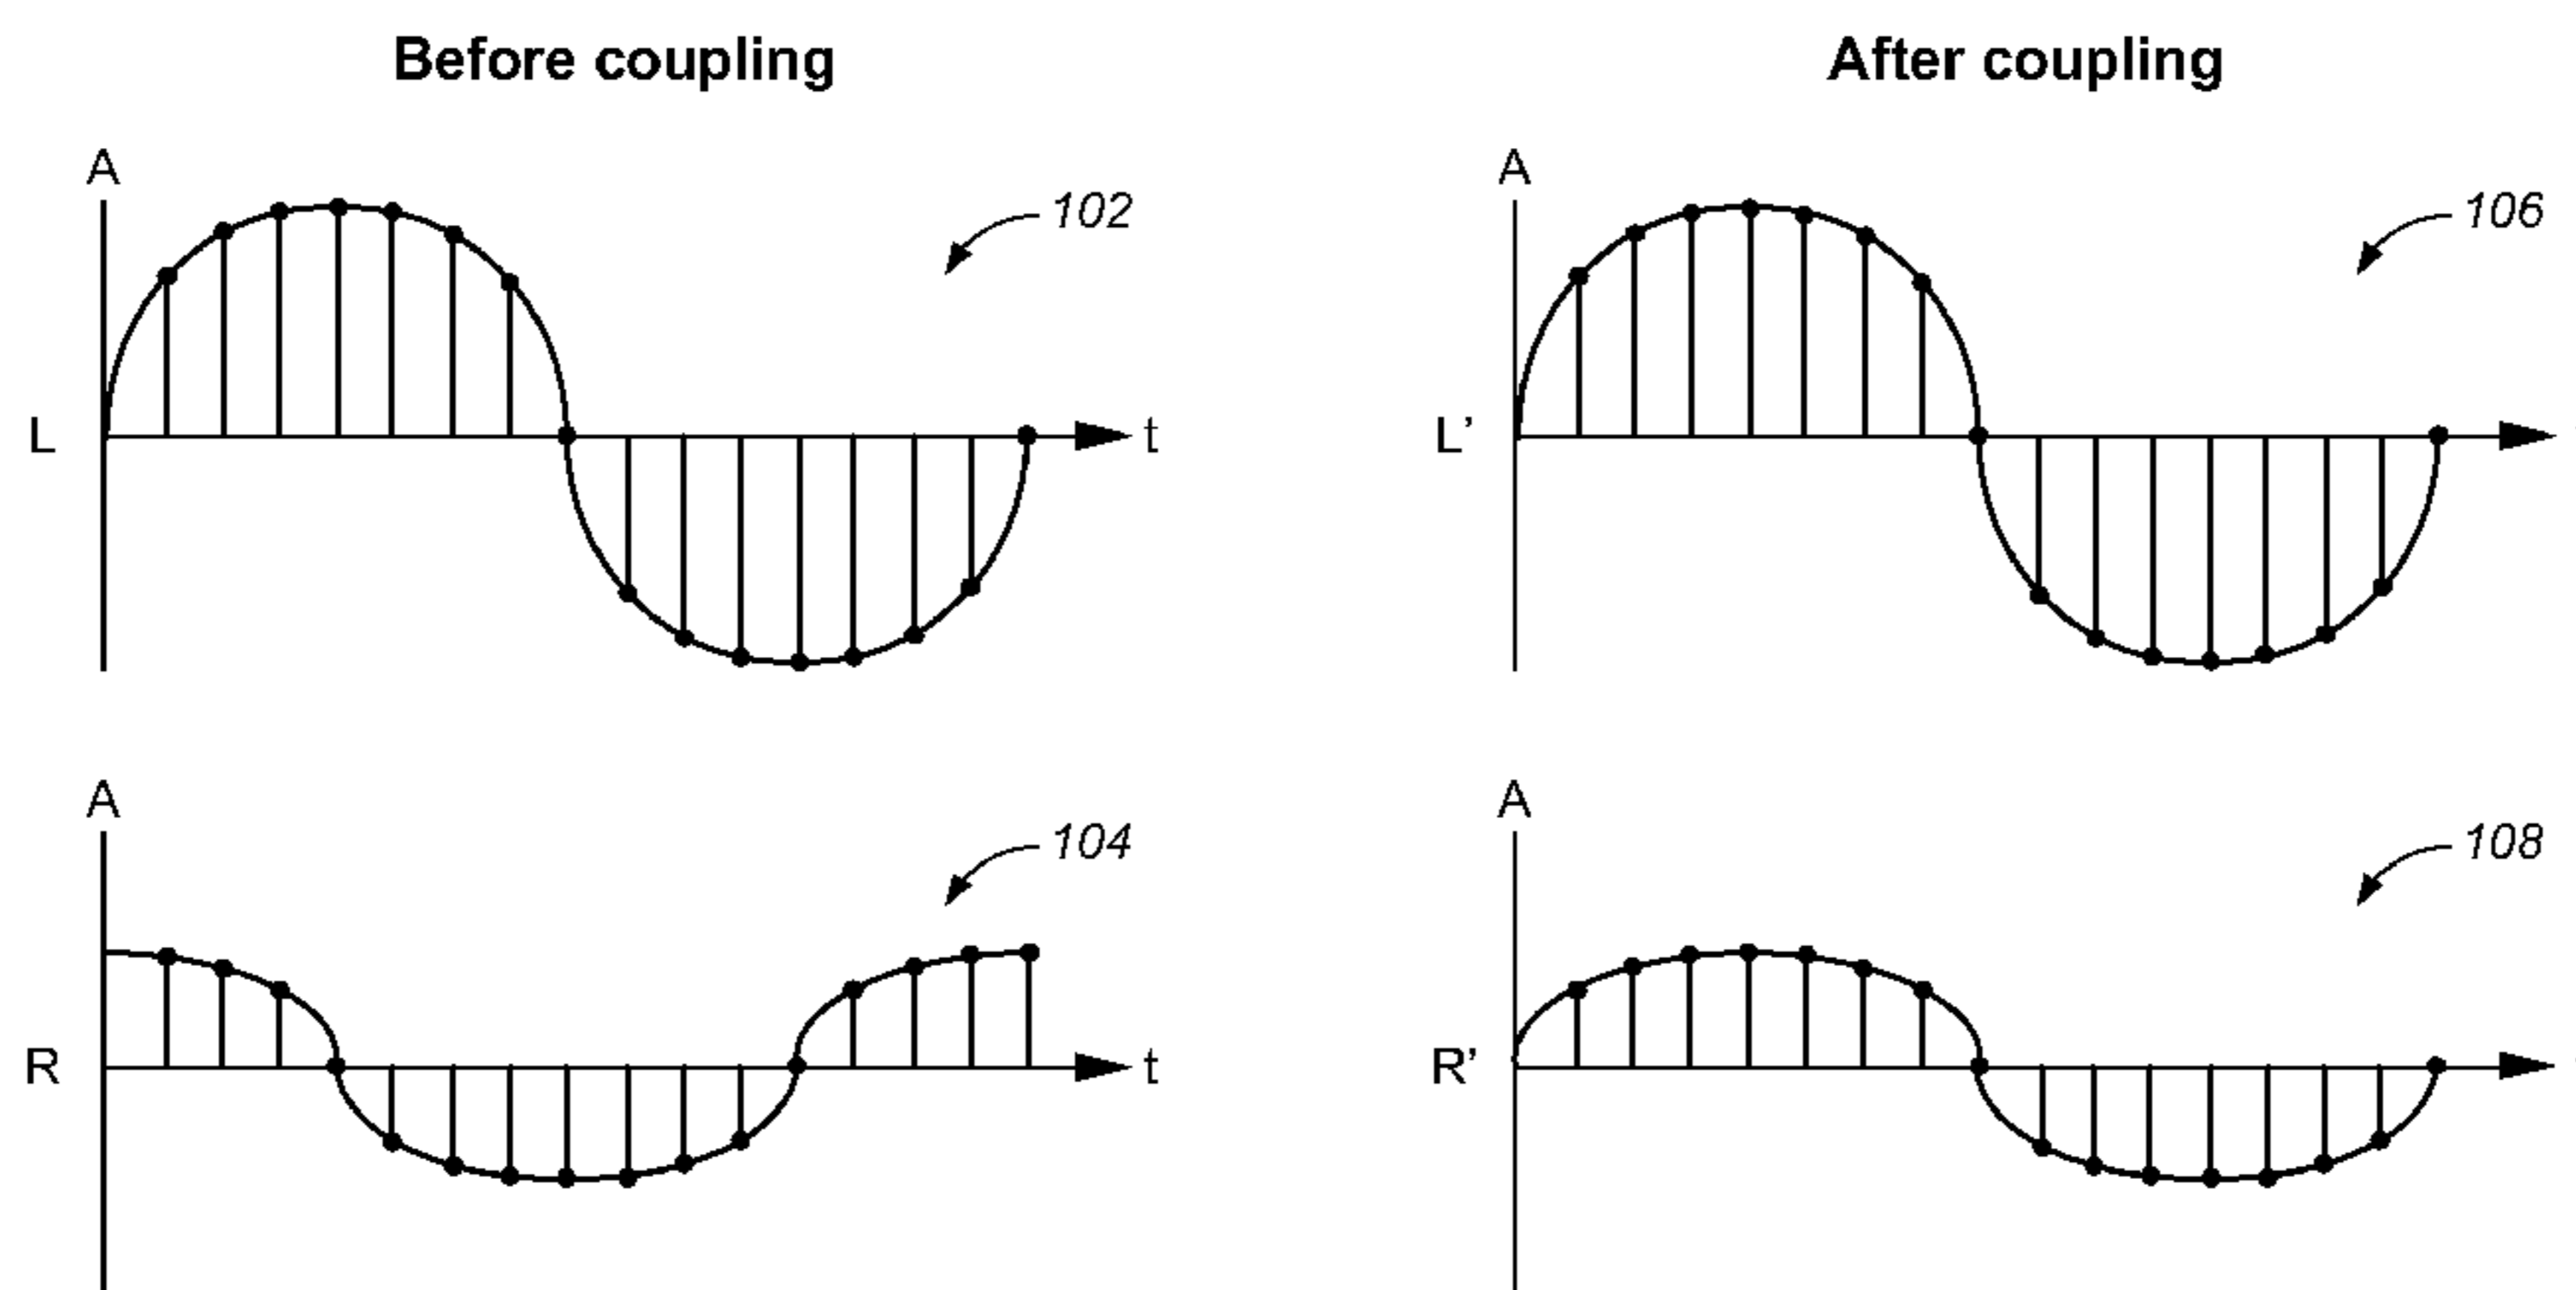 Before coupling
After coupling
A
102
L
t
A
106
L’
A
104
R
t
A
108
R’